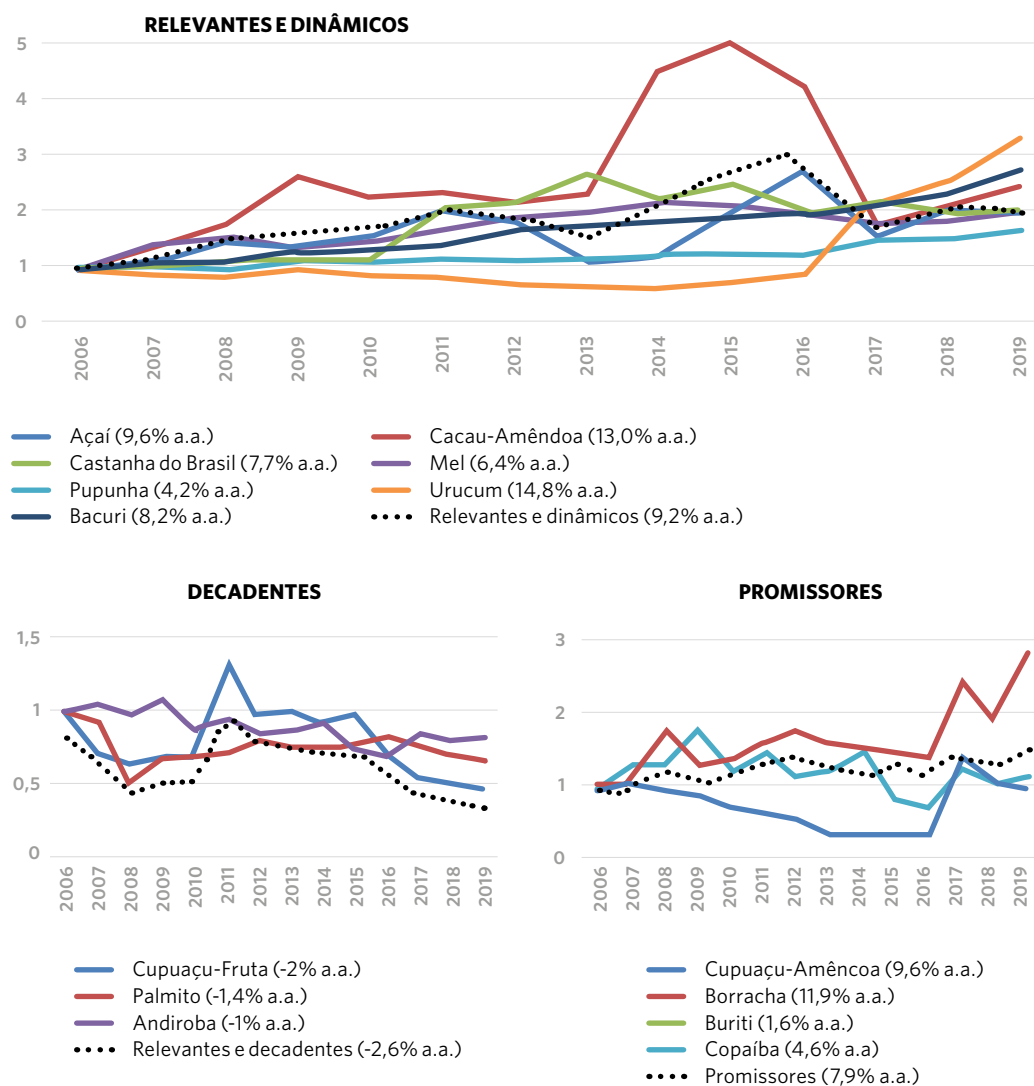 RELEVANTES E DINÂMICOS
5
4
3
2
1
0
2006 2007 2008 2009 2010 2011 2012 2013 2014 2015 2016 2017 2018 2019
Açaí (9,6% a.a.)
Castanha do Brasil (7,7% a.a.)
Pupunha (4,2% a.a.)
Bacuri (8,2% a.a.)
Cacau-Amêndoa (13,0% a.a.)
Mel (6,4% a.a.)
Urucum (14,8% a.a.)
Relevantes e dinâmicos (9,2% a.a.)
DECADENTES
1,5
1
0,5
0
2006 2007 2008 2009 2010 2011 2012 2013 2014 2015 2016 2017 2018 2019
Cupuaçu-Fruta (-2% a.a.)
Palmito (-1,4% a.a.)
Andiroba (-1% a.a.)
Relevantes e decadentes (-2,6% a.a.)
PROMISSORES
3
2
1
0
2006 2007 2008 2009 2010 2011 2012 2013 2014 2015 2016 2017 2018 2019
Cupuaçu-Amêncoa (9,6% a.a.)
Borracha (11,9% a.a.)
Buriti (1,6% a.a.)
Copaíba (4,6% a.a)
Promissores (7,9% a.a.)